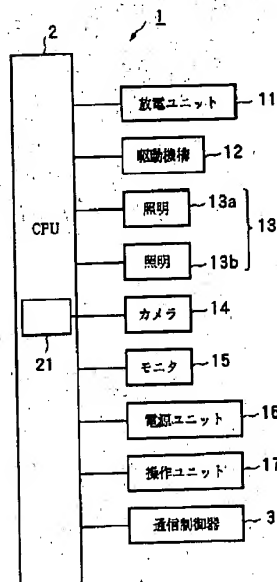 1
2
放電ユニット 11
駆動機構 12
照明 13a
13
CPU
照明 13b
カメラ 14
21
モニタ 15
電源ユニット 16
操作ユニット 17
通信制御器 3